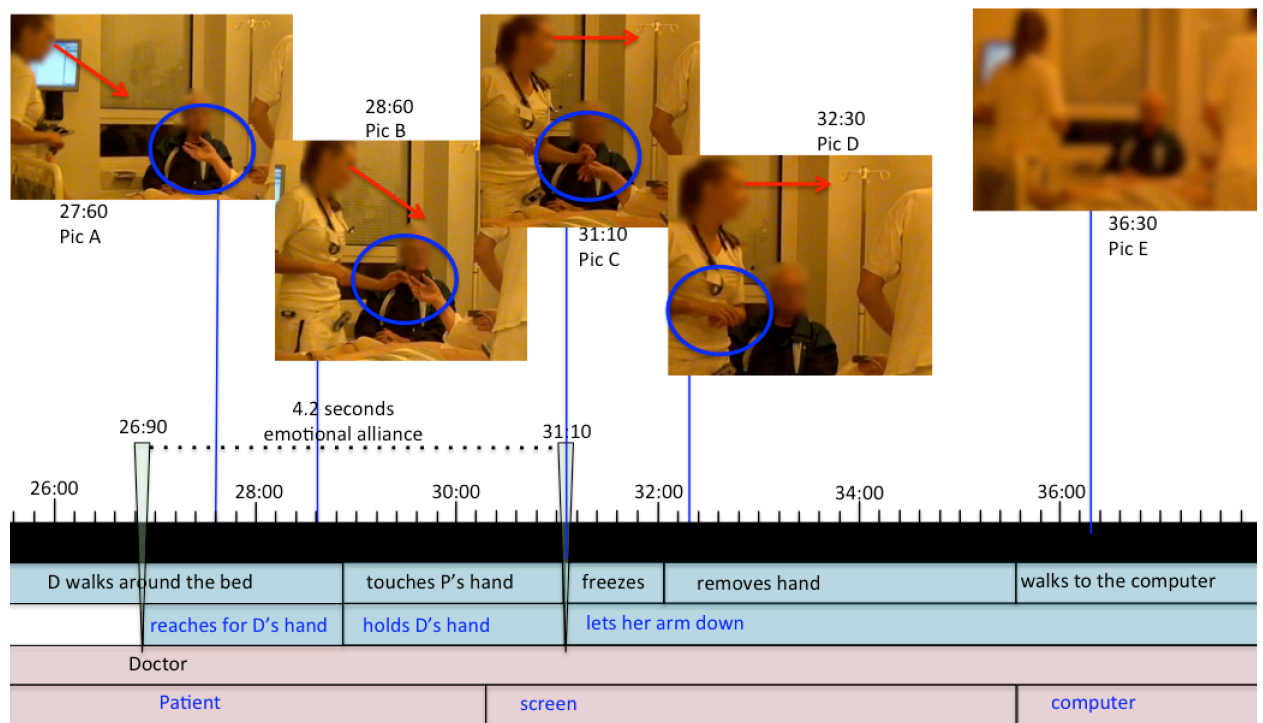 28:60
Pic B
32:30
Pic D
27:60
Pic A
31:10
Pic C
36:30
Pic E
4.2 seconds
emotional alliance
26:90
31:10
26:00
28:00
30:00
32:00
34:00
36:00
D walks around the bed
touches P's hand
freezes
removes hand
walks to the computer
reaches for D's hand
holds D's hand
lets her arm down
Doctor
Patient
screen
computer